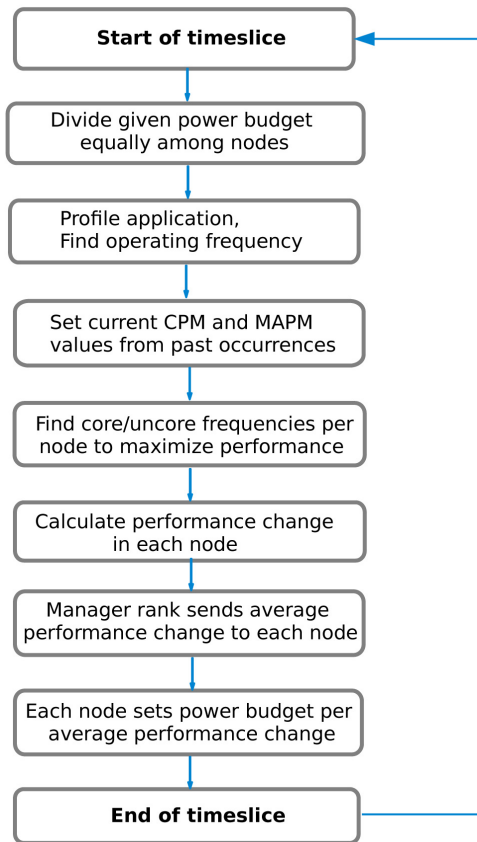 Start of timeslice
Divide given power budget
equally among nodes
Profile application,
Find operating frequency
Set current CPM and MAPM
values from past occurrences
Find core/uncore frequencies per
node to maximize performance
Calculate performance change
in each node
Manager rank sends average
performance change to each node
Each node sets power budget per
average performance change
End of timeslice